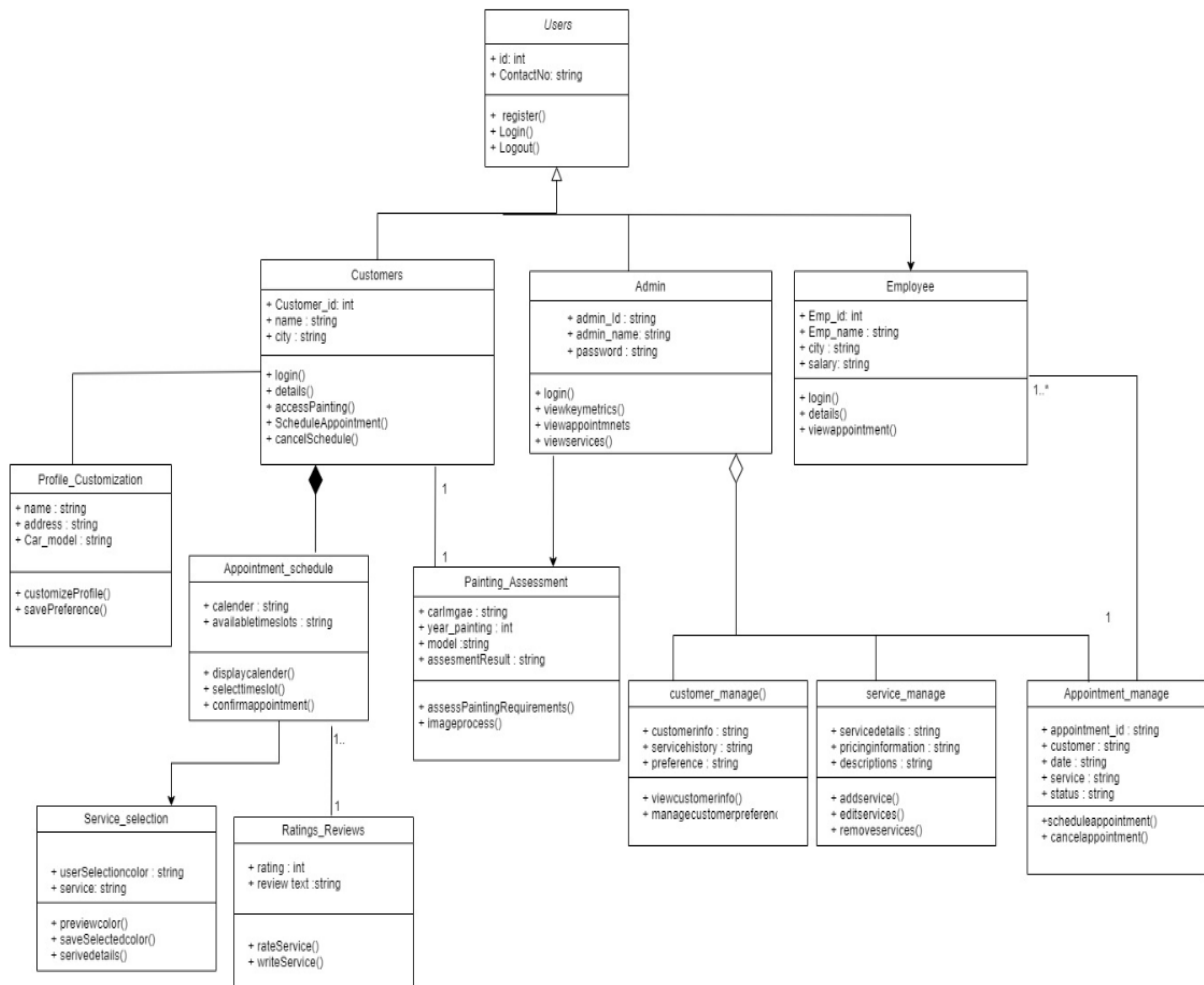 Users
+ id: int
+ ContactNo: string
+ register()
+ Login()
+ Logout()
Customers
+ Customer_id: int
+ name : string
+ city : string
+ login()
+ details()
+ accessPainting()
+ ScheduleAppointment()
+ cancelSchedule()
Admin
+ admin_Id : string
+ admin_name: string
+ password : string
+ login()
+ viewkeymetrics()
+ viewappointmnets
+ viewservices()
Employee
+ Emp_id: int
+ Emp_name : string
+ city : string
+ salary: string
+ login()
+ details()
+ viewappointment()
1..*
1
1
1
Profile_Customization
+ name : string
+ address : string
+ Car_model : string
+ customizeProfile()
+ savePreference()
Appointment_schedule
+ calender : string
+ availabletimeslots : string
+ displaycalender()
+ selecttimeslot()
+ confirmappointment()
Painting_Assessment
+ carImgae : string
+ year_painting : int
+ model :string
+ assesmentResult : string
+ assessPaintingRequirements()
+ imageprocess()
customer_manage()
+ customerinfo : string
+ servicehistory : string
+ preference : string
+ viewcustomerinfo()
+ managecustomerpreferenc
service_manage
+ servicedetails : string
+ pricinginformation : string
+ descriptions : string
+ addservice()
+ editservices()
+ removeservices()
Appointment_manage
+ appointment_id : string
+ customer : string
+ date : string
+ service : string
+ status : string
+scheduleappointment()
+ cancelappointment()
1..
1
Service_selection
+ userSelectioncolor : string
+ service: string
+ previewcolor()
+ saveSelectedcolor()
+ serivedetails()
Ratings_Reviews
+ rating : int
+ review text :string
+ rateService()
+ writeService()